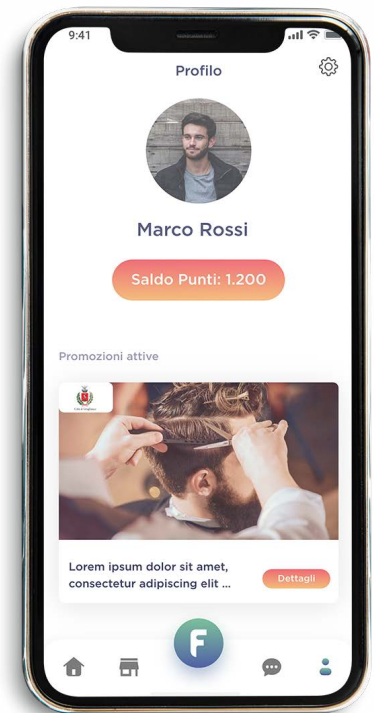 9:41
Profilo
Marco Rossi
Saldo Punti: 1.200
Promozioni attive
Lorem ipsum dolor sit amet,
consectetur adipiscing elit ...
Dettagli
F